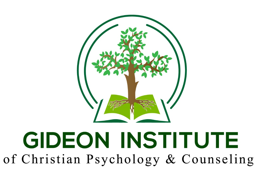 GIDEON INSTITUTE
of Christian Psychology & Counseling